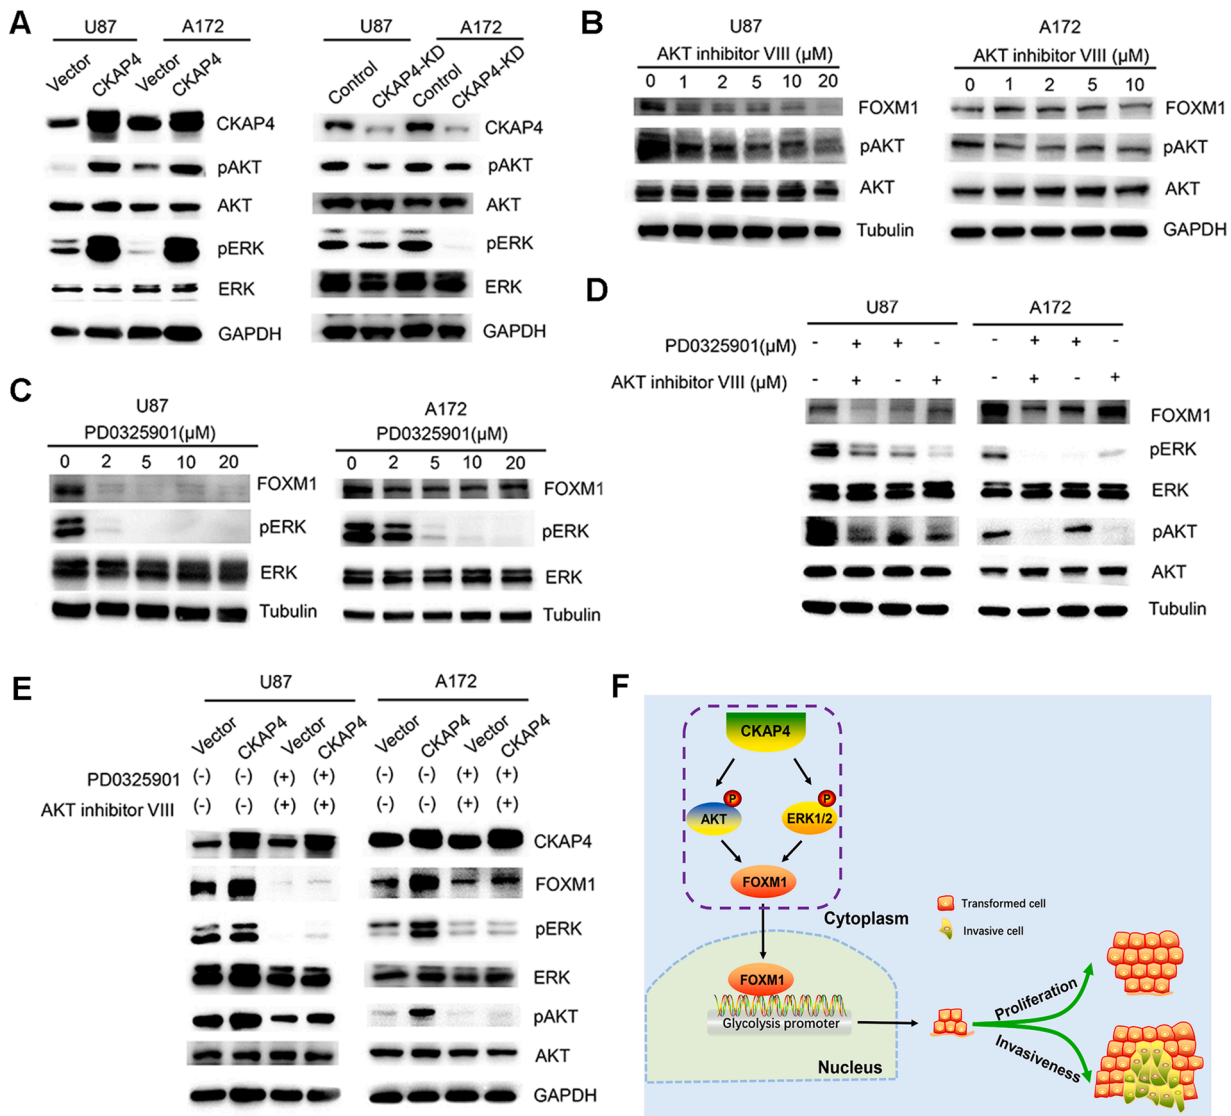 A
U87 A172
Vector CKAP4 Vector CKAP4
CKAP4
pAKT
AKT
pERK
ERK
GAPDH
U87 A172
Control CKAP4-KD Control CKAP4-KD
CKAP4
pAKT
AKT
pERK
ERK
GAPDH
B
U87
AKT inhibitor VIII (μM)
0 1 2 5 10 20
FOXM1
pAKT
AKT
Tubulin
A172
AKT inhibitor VIII (μM)
0 1 2 5 10
FOXM1
pAKT
AKT
GAPDH
C
U87
PD0325901(μM)
0 2 5 10 20
FOXM1
pERK
ERK
Tubulin
A172
PD0325901(μM)
0 2 5 10 20
FOXM1
pERK
ERK
Tubulin
D
U87 A172
PD0325901(μM) - + + - - + + -
AKT inhibitor VIII (μM) - + - + - + - +
FOXM1
pERK
ERK
pAKT
AKT
Tubulin
E
U87 A172
Vector CKAP4 Vector CKAP4 Vector CKAP4 Vector CKAP4
PD0325901 (-) (-) (+) (+) (-) (-) (+) (+)
AKT inhibitor VIII (-) (-) (+) (+) (-) (-) (+) (+)
CKAP4
FOXM1
pERK
ERK
pAKT
AKT
GAPDH
F
CKAP4
P P
AKT ERK1/2
FOXM1
Cytoplasm
Transformed cell
Invasive cell
FOXM1
Glycolysis promoter
Nucleus
Proliferation
Invasiveness